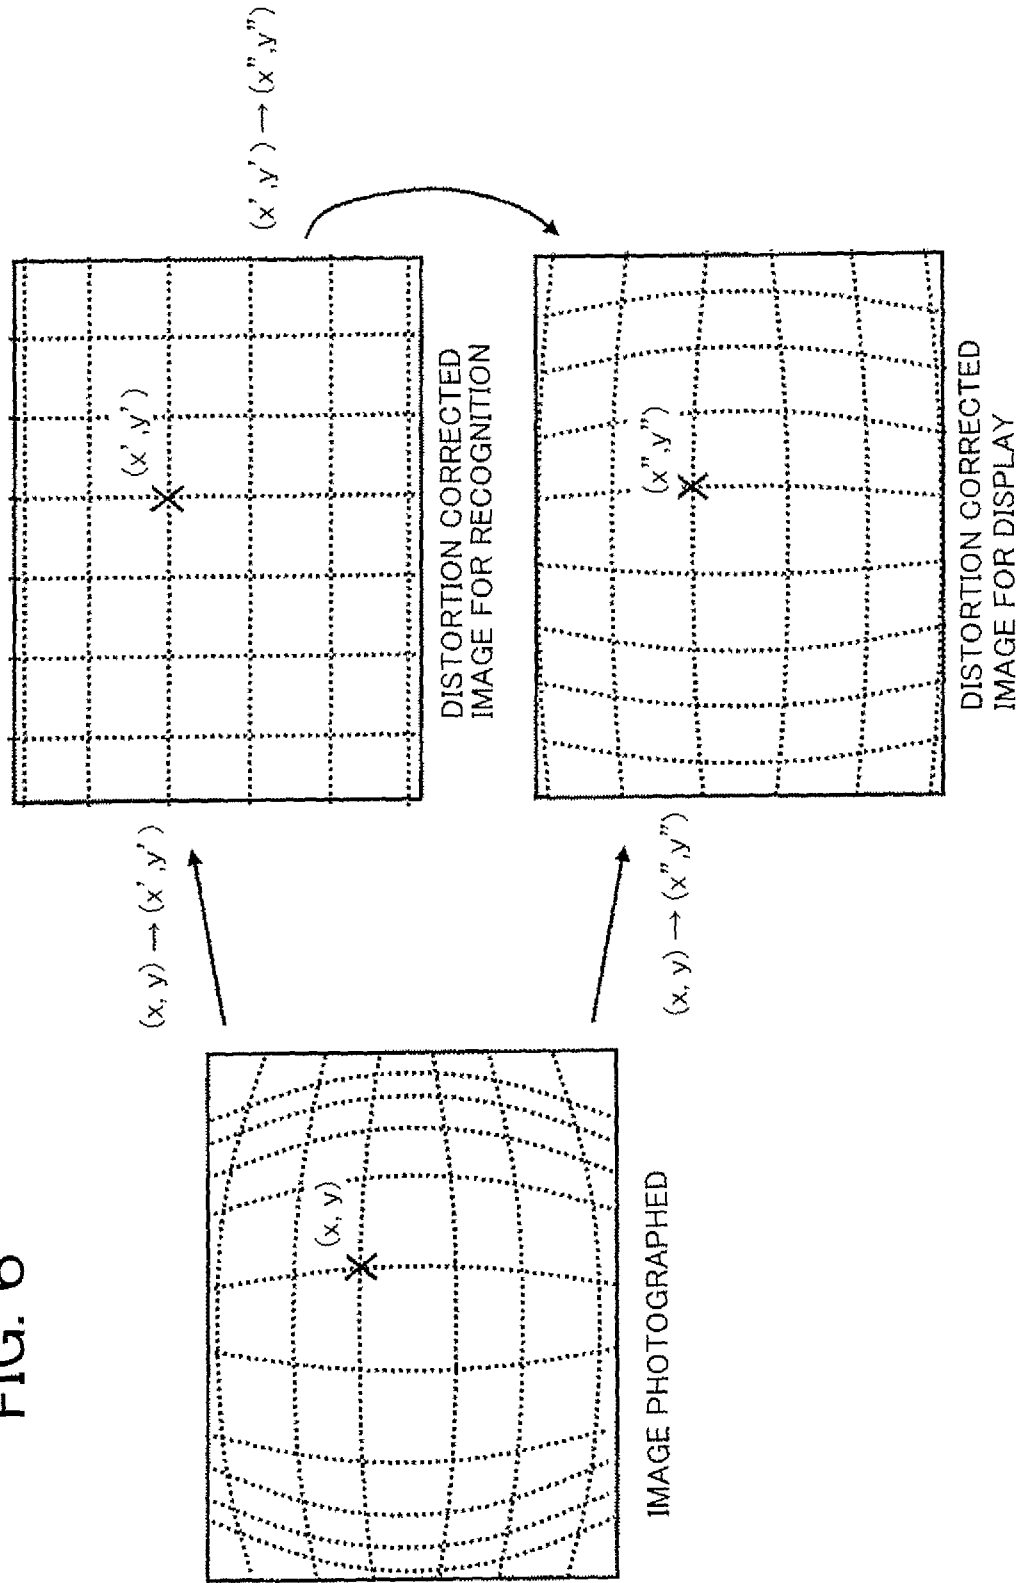 FIG. 6
(x, y) → (x', y')
(x', y') → (x", y")
(x', y')
DISTORTION CORRECTED
IMAGE FOR RECOGNITION
(x, y)
IMAGE PHOTOGRAPHED
(x, y) → (x", y")
(x", y")
DISTORTION CORRECTED
IMAGE FOR DISPLAY